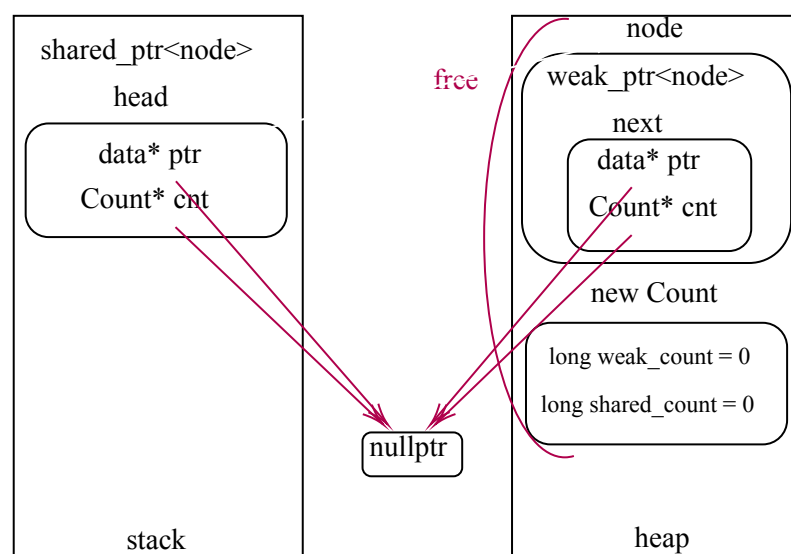 shared_ptr<node>
head
data* ptr
Count* cnt
stack
free
nullptr
node
weak_ptr<node>
next
data* ptr
Count* cnt
new Count
long weak_count = 0
long shared_count = 0
heap